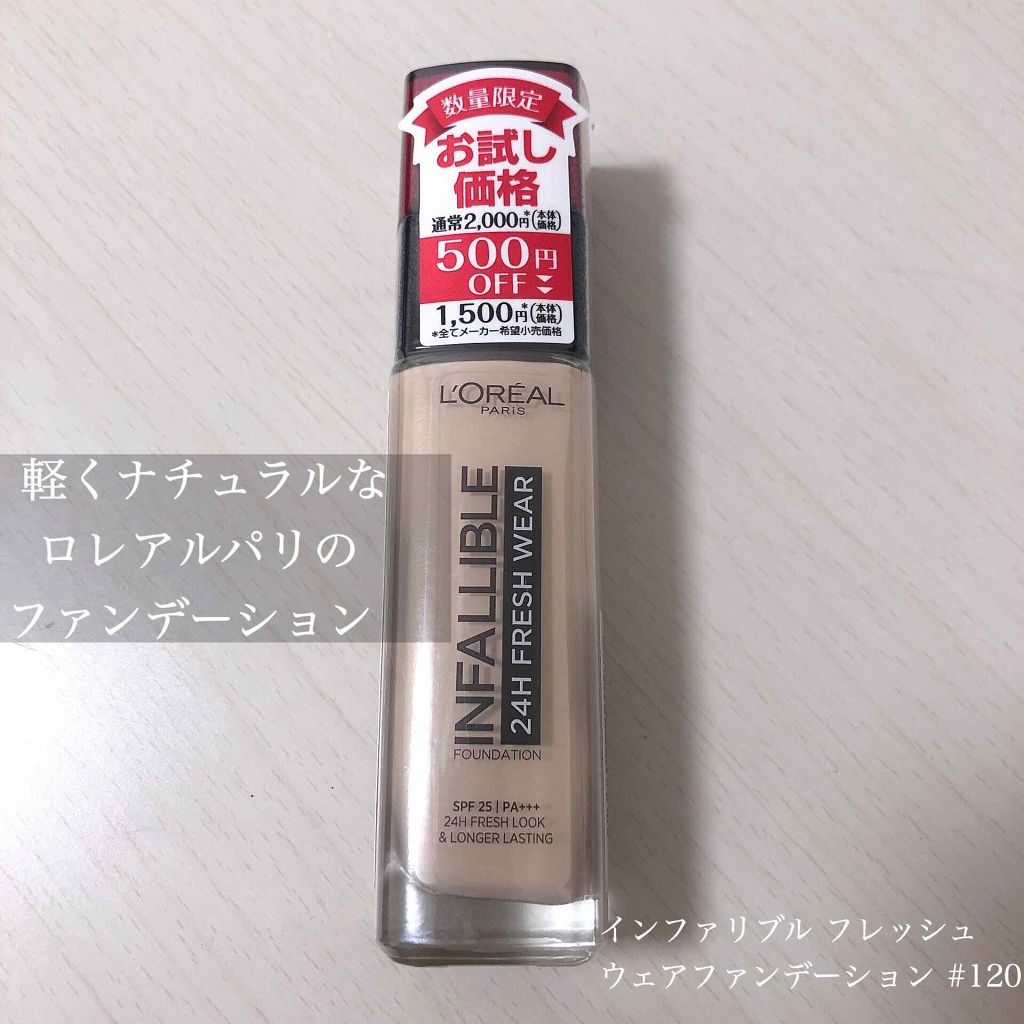 数量限定
お試し
価格
通常2,000円*(本体価格)
500円
OFF
1,500円*(本体価格)
*全てメーカー希望小売価格
L'ORÉAL
PARIS
INFALLIBLE
24H FRESH WEAR
FOUNDATION
SPF 25 | PA+++
24H FRESH LOOK
& LONGER LASTING
軽くナチュラルな
ロレアルパリの
ファンデーション
インファリブル フレッシュ
ウェアファンデーション #120